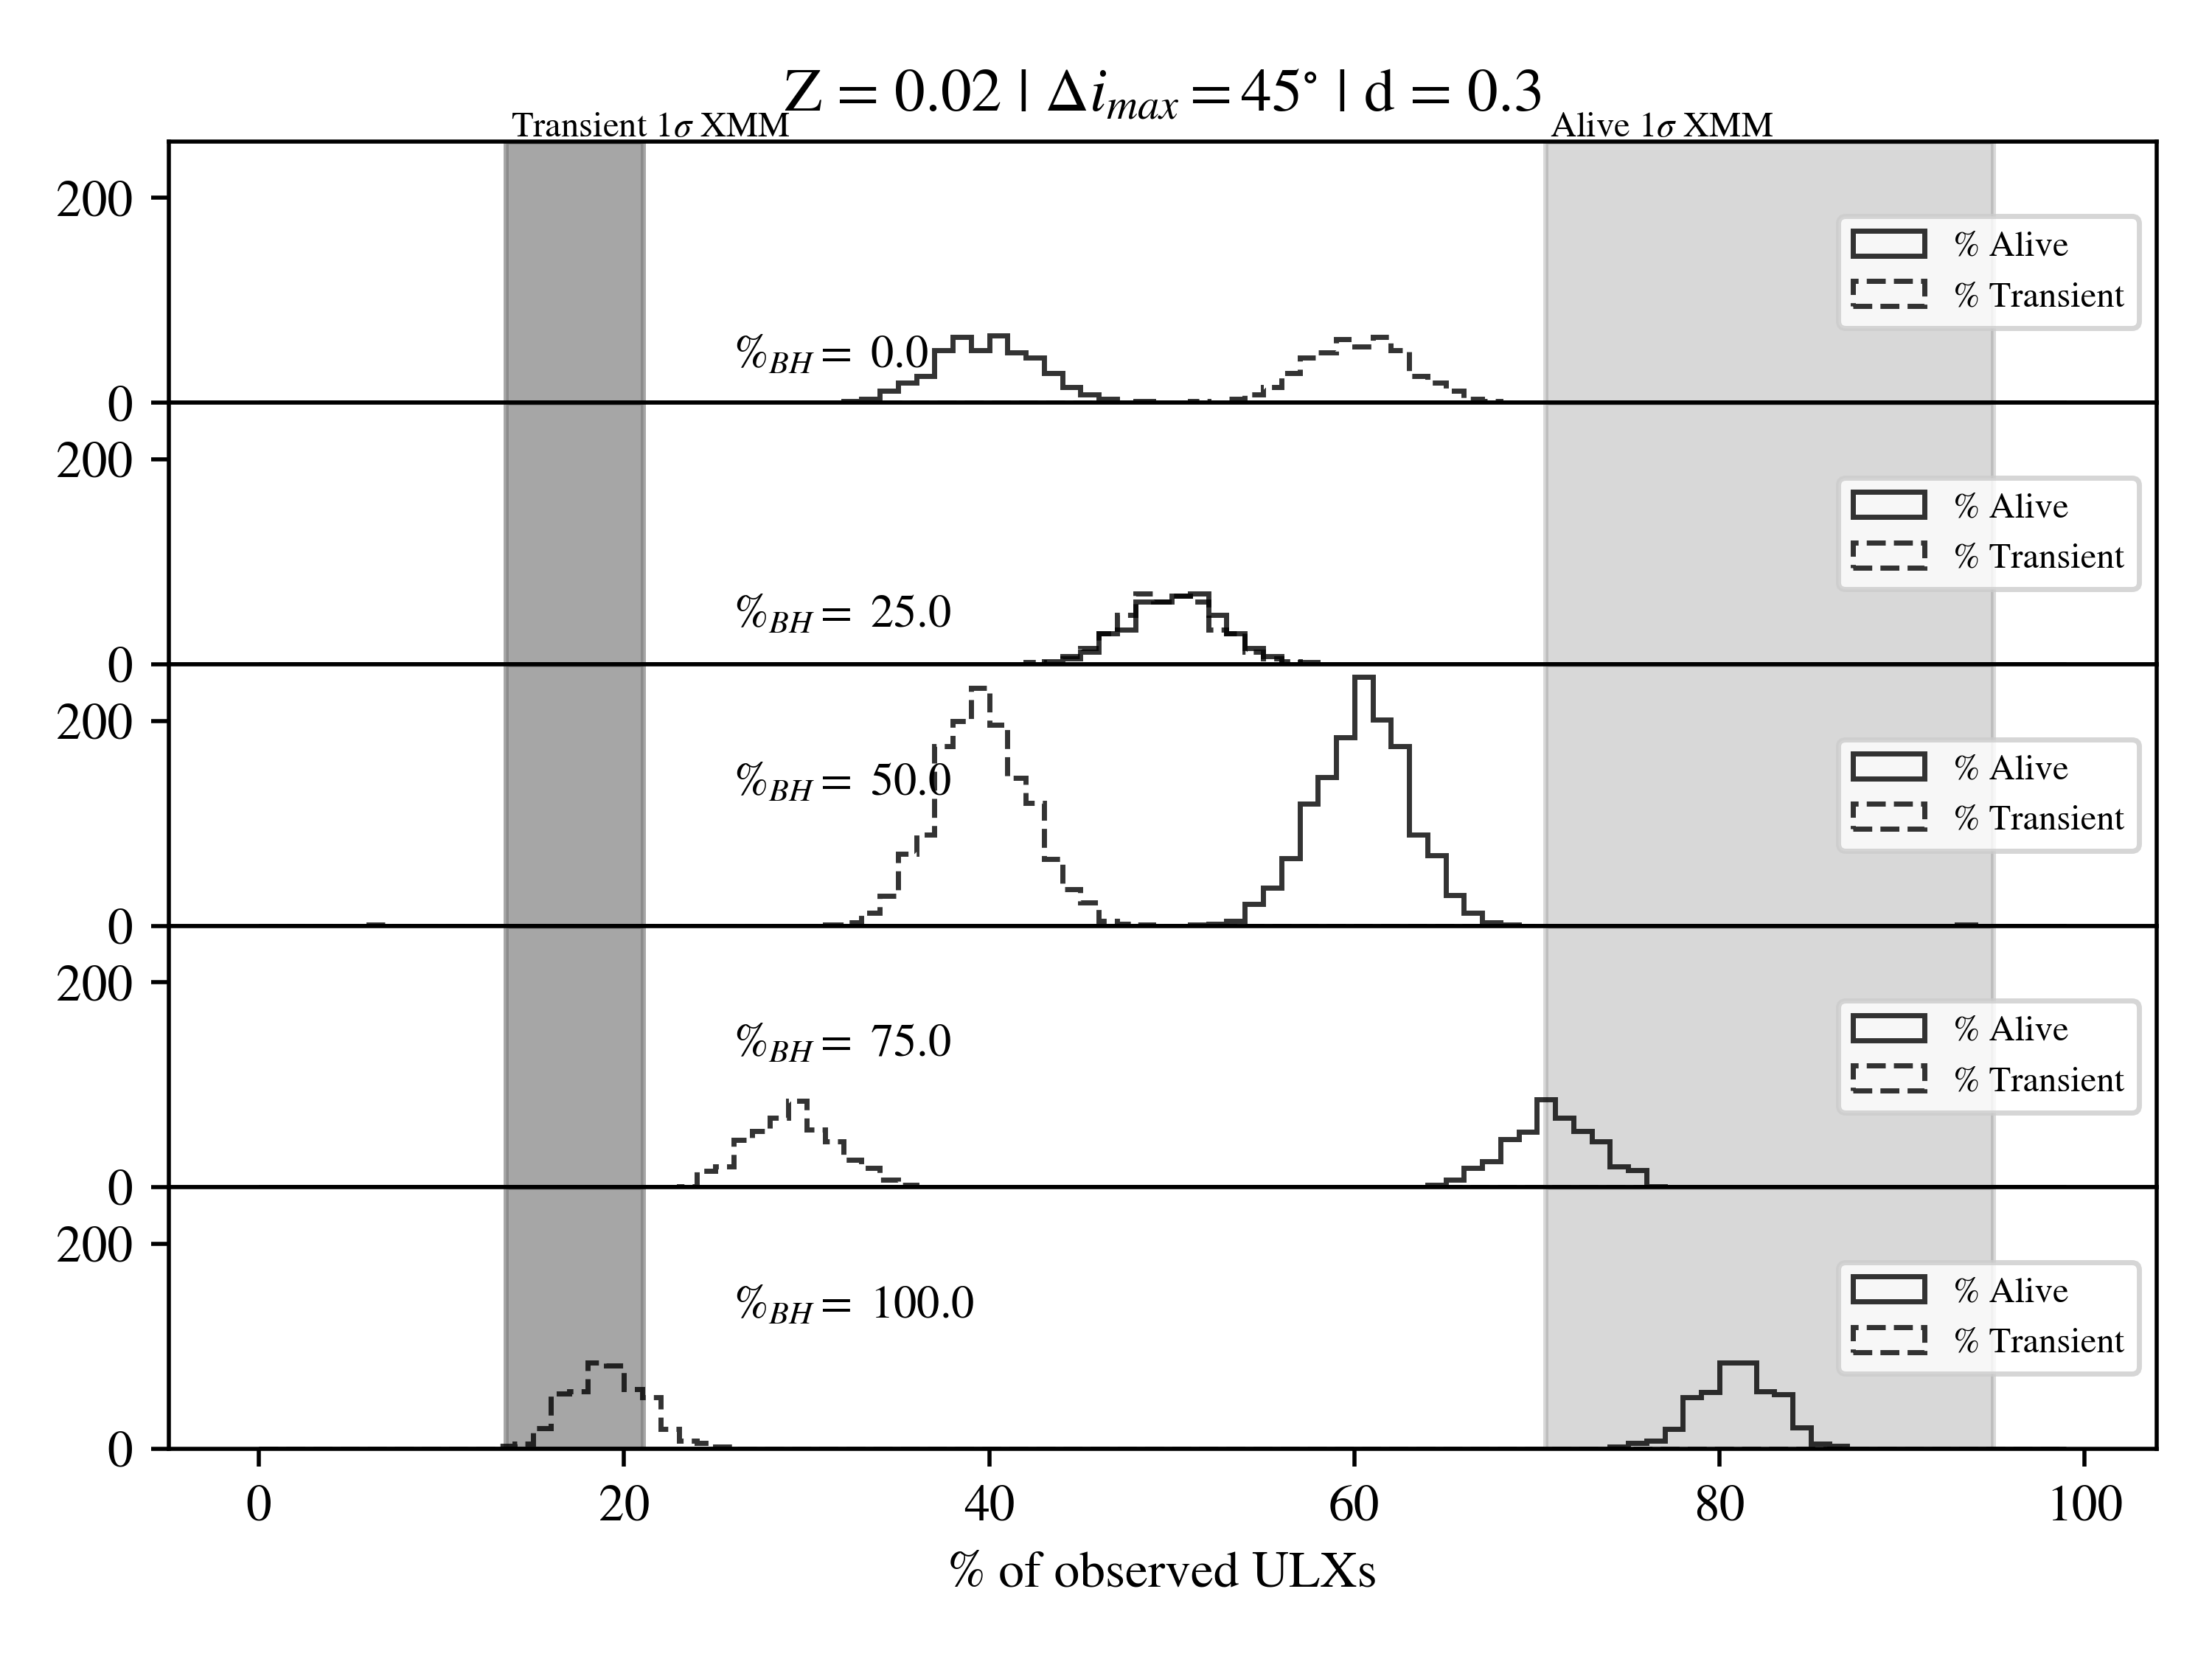 Z = 0.02 | Δi_max = 45° | d = 0.3
Transient 1σ XMM
Alive 1σ XMM
200
% Alive
% Transient
%_BH = 0.0
0
200
% Alive
% Transient
%_BH = 25.0
0
200
% Alive
%_BH = 50.0
% Transient
0
200
% Alive
%_BH = 75.0
% Transient
0
200
% Alive
%_BH = 100.0
% Transient
0
0 20 40 60 80 100
% of observed ULXs